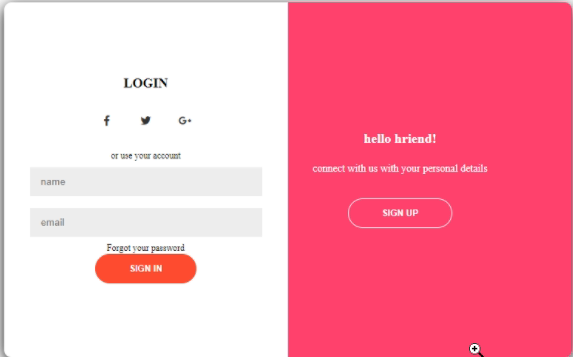 LOGIN
or use your account
name
email
Forgot your password
SIGN IN
hello hriend!
connect with us with your personal details
SIGN UP